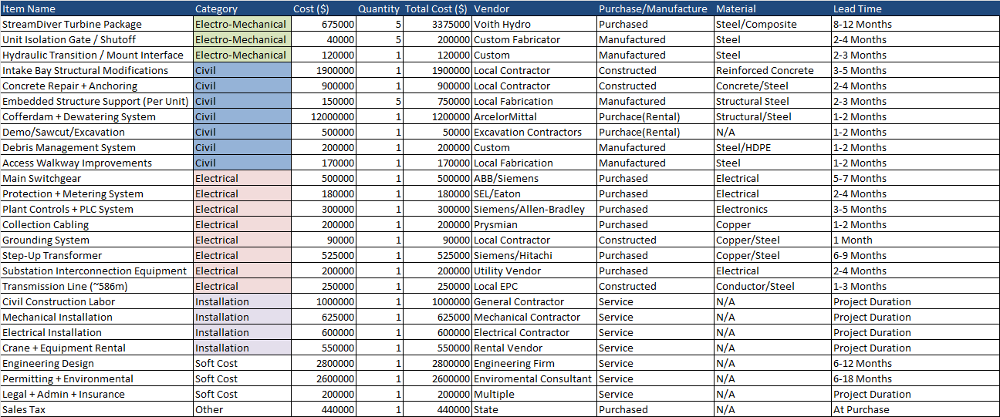 Item Name Category Cost ($) Quantity Total Cost ($) Vendor Purchase/Manufacture Material Lead Time
StreamDiver Turbine Package Electro-Mechanical 675000 5 3375000 Voith Hydro Purchased Steel/Composite 8-12 Months
Unit Isolation Gate / Shutoff Electro-Mechanical 40000 5 200000 Custom Fabricator Manufactured Steel 2-4 Months
Hydraulic Transition / Mount Interface Electro-Mechanical 120000 1 120000 Custom Manufactured Steel 2-3 Months
Intake Bay Structural Modifications Civil 1900000 1 1900000 Local Contractor Constructed Reinforced Concrete 3-5 Months
Concrete Repair + Anchoring Civil 900000 1 900000 Local Contractor Constructed Concrete/Steel 2-4 Months
Embedded Structure Support (Per Unit) Civil 150000 5 750000 Local Fabrication Manufactured Structural Steel 2-3 Months
Cofferdam + Dewatering System Civil 12000000 1 1200000 ArcelorMittal Purchace(Rental) Structural/Steel 1-2 Months
Demo/Sawcut/Excavation Civil 500000 1 50000 Excavation Contractors Purchace(Rental) N/A 1-2 Months
Debris Management System Civil 200000 1 200000 Custom Manufactured Steel/HDPE 1-2 Months
Access Walkway Improvements Civil 170000 1 170000 Local Fabrication Manufactured Steel 1-2 Months
Main Switchgear Electrical 500000 1 500000 ABB/Siemens Purchased Electrical 5-7 Months
Protection + Metering System Electrical 180000 1 180000 SEL/Eaton Purchased Electrical 2-4 Months
Plant Controls + PLC System Electrical 300000 1 300000 Siemens/Allen-Bradley Purchased Electronics 3-5 Months
Collection Cabling Electrical 200000 1 200000 Prysmian Purchased Copper 1-2 Months
Grounding System Electrical 90000 1 90000 Local Contractor Constructed Copper/Steel 1 Month
Step-Up Transformer Electrical 525000 1 525000 Siemens/Hitachi Purchased Copper/Steel 6-9 Months
Substation Interconnection Equipment Electrical 200000 1 200000 Utility Vendor Purchased Electrical 2-4 Months
Transmission Line (~586m) Electrical 250000 1 250000 Local EPC Constructed Conductor/Steel 1-3 Months
Civil Construction Labor Installation 1000000 1 1000000 General Contractor Service N/A Project Duration
Mechanical Installation Installation 625000 1 625000 Mechanical Contractor Service N/A Project Duration
Electrical Installation Installation 600000 1 600000 Electrical Contractor Service N/A Project Duration
Crane + Equipment Rental Installation 550000 1 550000 Rental Vendor Service N/A Project Duration
Engineering Design Soft Cost 2800000 1 2800000 Engineering Firm Service N/A 6-12 Months
Permitting + Environmental Soft Cost 2600000 1 2600000 Enviromental Consultant Service N/A 6-18 Months
Legal + Admin + Insurance Soft Cost 200000 1 200000 Multiple Service N/A Project Duration
Sales Tax Other 440000 1 440000 State Purchased N/A At Purchase